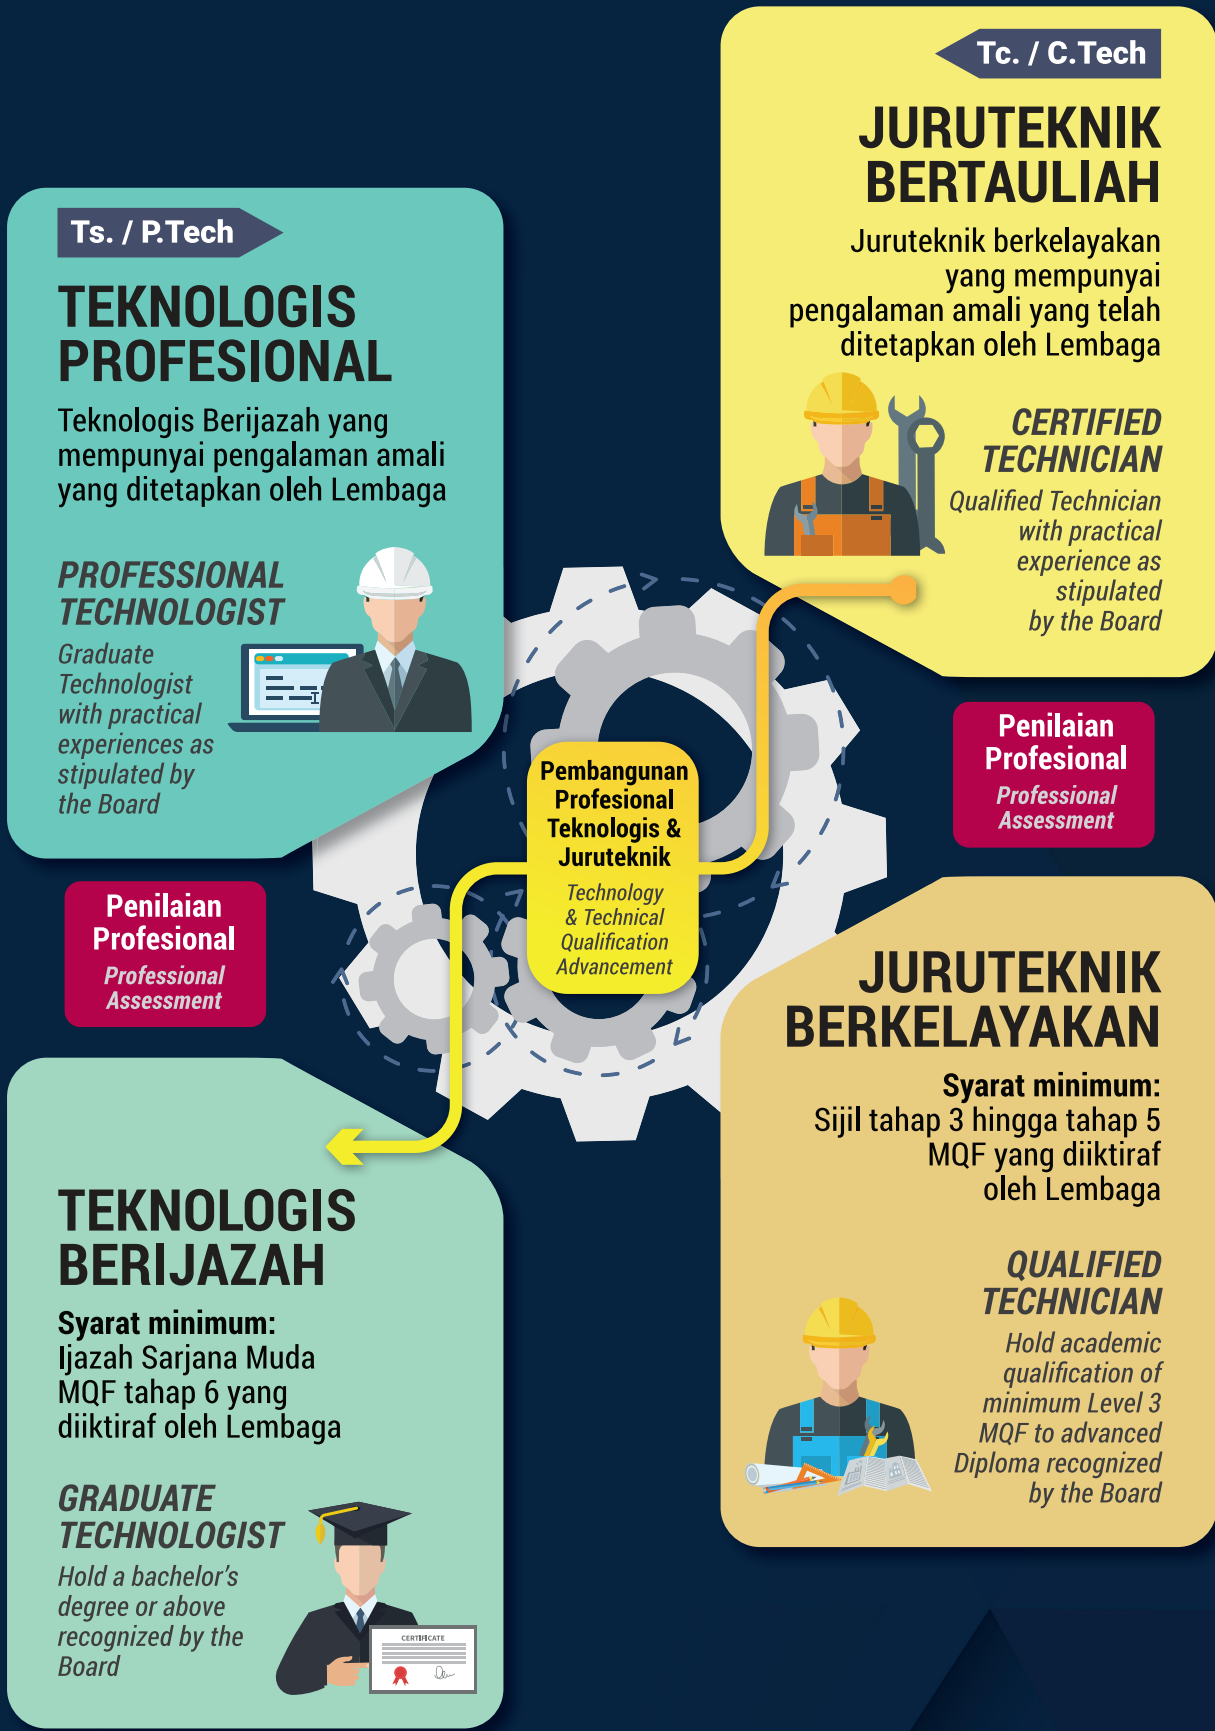 Tc. / C.Tech
JURUTEKNIK
BERTAULIAH
Juruteknik berkelayakan
yang mempunyai
pengalaman amali yang telah
ditetapkan oleh Lembaga
CERTIFIED
TECHNICIAN
Qualified Technician
with practical
experience as
stipulated
by the Board
Ts. / P.Tech
TEKNOLOGIS
PROFESIONAL
Teknologis Berijazah yang
mempunyai pengalaman amali
yang ditetapkan oleh Lembaga
PROFESSIONAL
TECHNOLOGIST
Graduate
Technologist
with practical
experiences as
stipulated by
the Board
Penilaian
Profesional
Professional
Assessment
Pembangunan
Profesional
Teknologis &
Juruteknik
Technology
& Technical
Qualification
Advancement
Penilaian
Profesional
Professional
Assessment
JURUTEKNIK
BERKELAYAKAN
Syarat minimum:
Sijil tahap 3 hingga tahap 5
MQF yang diiktiraf
oleh Lembaga
QUALIFIED
TECHNICIAN
Hold academic
qualification of
minimum Level 3
MQF to advanced
Diploma recognized
by the Board
TEKNOLOGIS
BERIJAZAH
Syarat minimum:
Ijazah Sarjana Muda
MQF tahap 6 yang
diiktiraf oleh Lembaga
GRADUATE
TECHNOLOGIST
Hold a bachelor's
degree or above
recognized by the
Board
CERTIFICATE